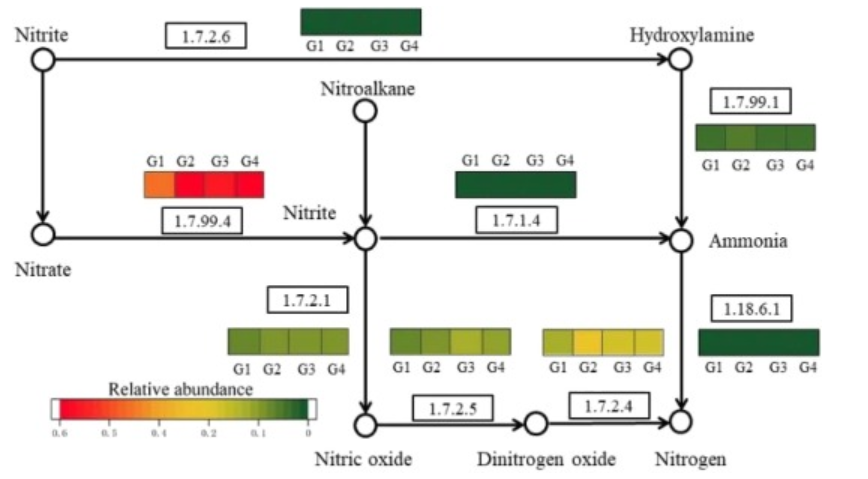 Nitrite
1.7.2.6
G1 G2 G3 G4
Hydroxylamine
Nitroalkane
1.7.99.1
G1 G2 G3 G4
G1 G2 G3 G4
1.7.99.4
Nitrite
G1 G2 G3 G4
1.7.1.4
Ammonia
Nitrate
1.7.2.1
G1 G2 G3 G4
G1 G2 G3 G4
G1 G2 G3 G4
1.18.6.1
G1 G2 G3 G4
Relative abundance
0.6 0.5 0.4 0.2 0.1 0
1.7.2.5
1.7.2.4
Nitric oxide
Dinitrogen oxide
Nitrogen